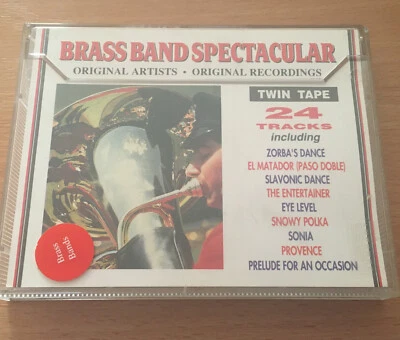 BRASS BAND SPECTACULAR
ORIGINAL ARTISTS • ORIGINAL RECORDINGS
TWIN TAPE
24
TRACKS
including
ZORBA'S DANCE
EL MATADOR (PASO DOBLE)
SLAVONIC DANCE
THE ENTERTAINER
EYE LEVEL
SNOWY POLKA
SONIA
PROVENCE
PRELUDE FOR AN OCCASION
Brass
Bands